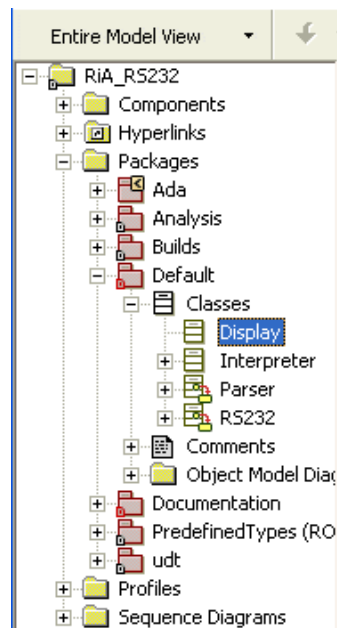 Entire Model View
RiA_RS232
Components
Hyperlinks
Packages
Ada
Analysis
Builds
Default
Classes
Display
Interpreter
Parser
RS232
Comments
Object Model Diag
Documentation
PredefinedTypes (RO
udt
Profiles
Sequence Diagrams